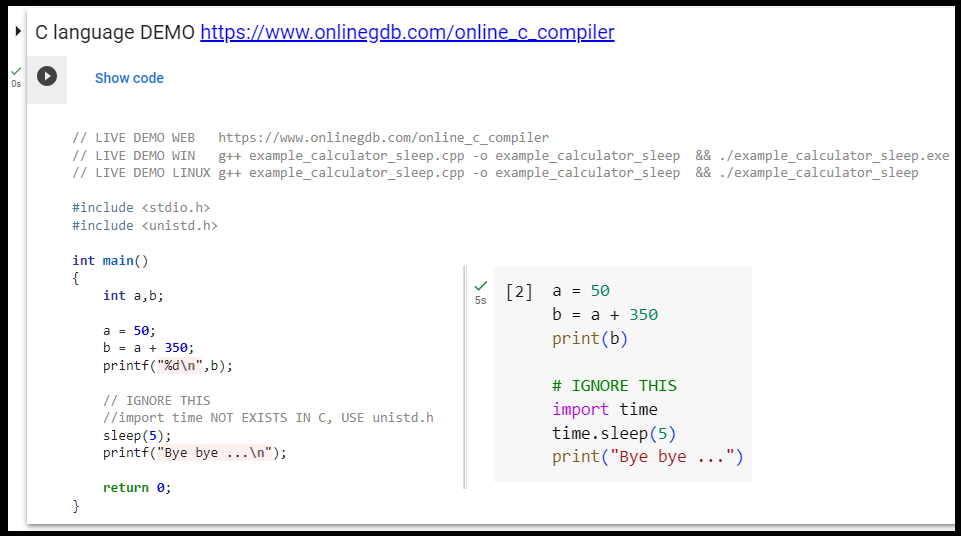 C language DEMO https://www.onlinegdb.com/online_c_compiler
0s
Show code
// LIVE DEMO WEB   https://www.onlinegdb.com/online_c_compiler
// LIVE DEMO WIN   g++ example_calculator_sleep.cpp -o example_calculator_sleep  && ./example_calculator_sleep.exe
// LIVE DEMO LINUX g++ example_calculator_sleep.cpp -o example_calculator_sleep  && ./example_calculator_sleep
#include <stdio.h>
#include <unistd.h>
int main()
{
    int a,b;
    a = 50;
    b = a + 350;
    printf("%d\n",b);
    // IGNORE THIS
    //import time NOT EXISTS IN C, USE unistd.h
    sleep(5);
    printf("Bye bye ...\n");
    return 0;
}
5s
[2] a = 50
b = a + 350
print(b)
# IGNORE THIS
import time
time.sleep(5)
print("Bye bye ...")